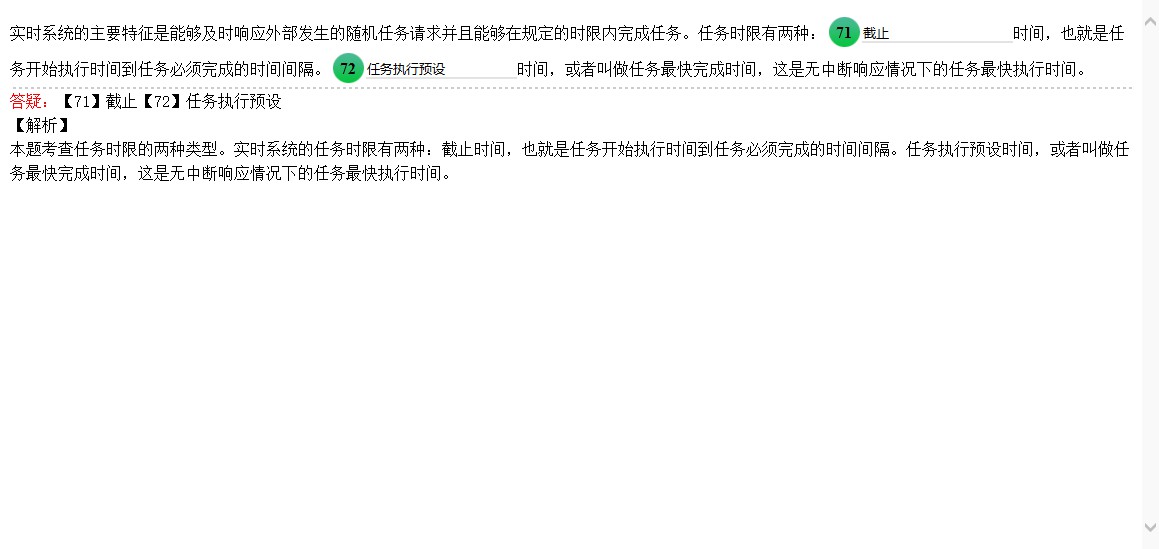 实时系统的主要特征是能够及时响应外部发生的随机任务请求并且能够在规定的时限内完成任务。任务时限有两种：71 截止 时间，也就是任
务开始执行时间到任务必须完成的时间间隔。72 任务执行预设 时间，或者叫做任务最快完成时间，这是无中断响应情况下的任务最快执行时间。
答疑：【71】截止【72】任务执行预设
【解析】
本题考查任务时限的两种类型。实时系统的任务时限有两种：截止时间，也就是任务开始执行时间到任务必须完成的时间间隔。任务执行预设时间，或者叫做任
务最快完成时间，这是无中断响应情况下的任务最快执行时间。